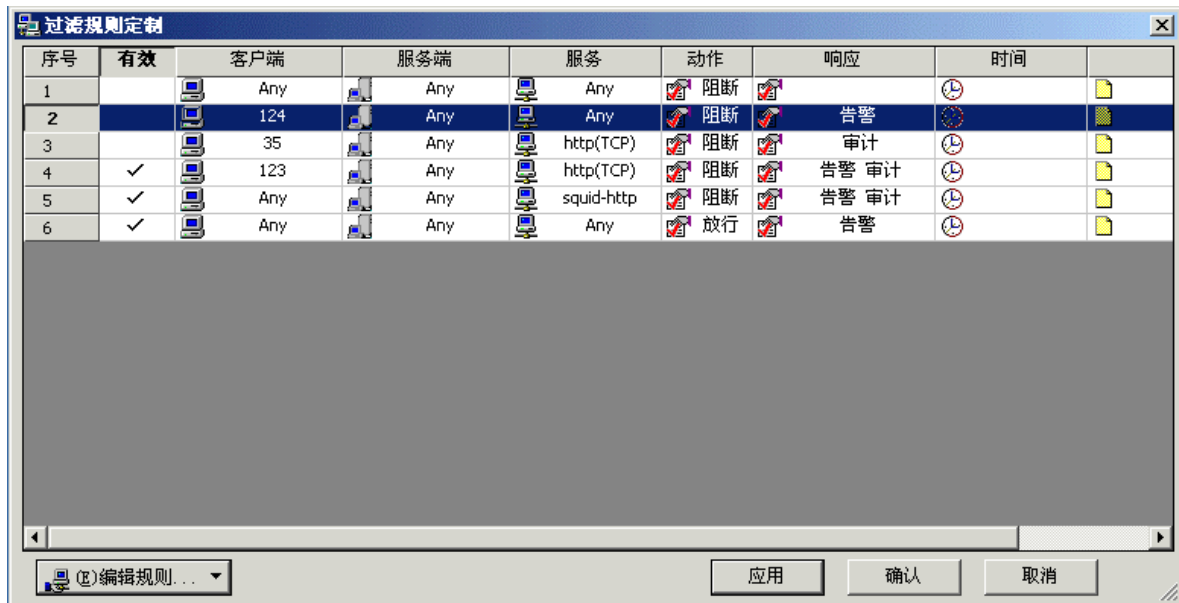 过滤规则定制
序号 有效 客户端 服务端 服务 动作 响应 时间
1 Any Any Any 阻断
2 124 Any Any 阻断 告警
3 35 Any http(TCP) 阻断 审计
4 ✓ 123 Any http(TCP) 阻断 告警 审计
5 ✓ Any Any squid-http 阻断 告警 审计
6 ✓ Any Any Any 放行 告警
(E)编辑规则... 应用 确认 取消